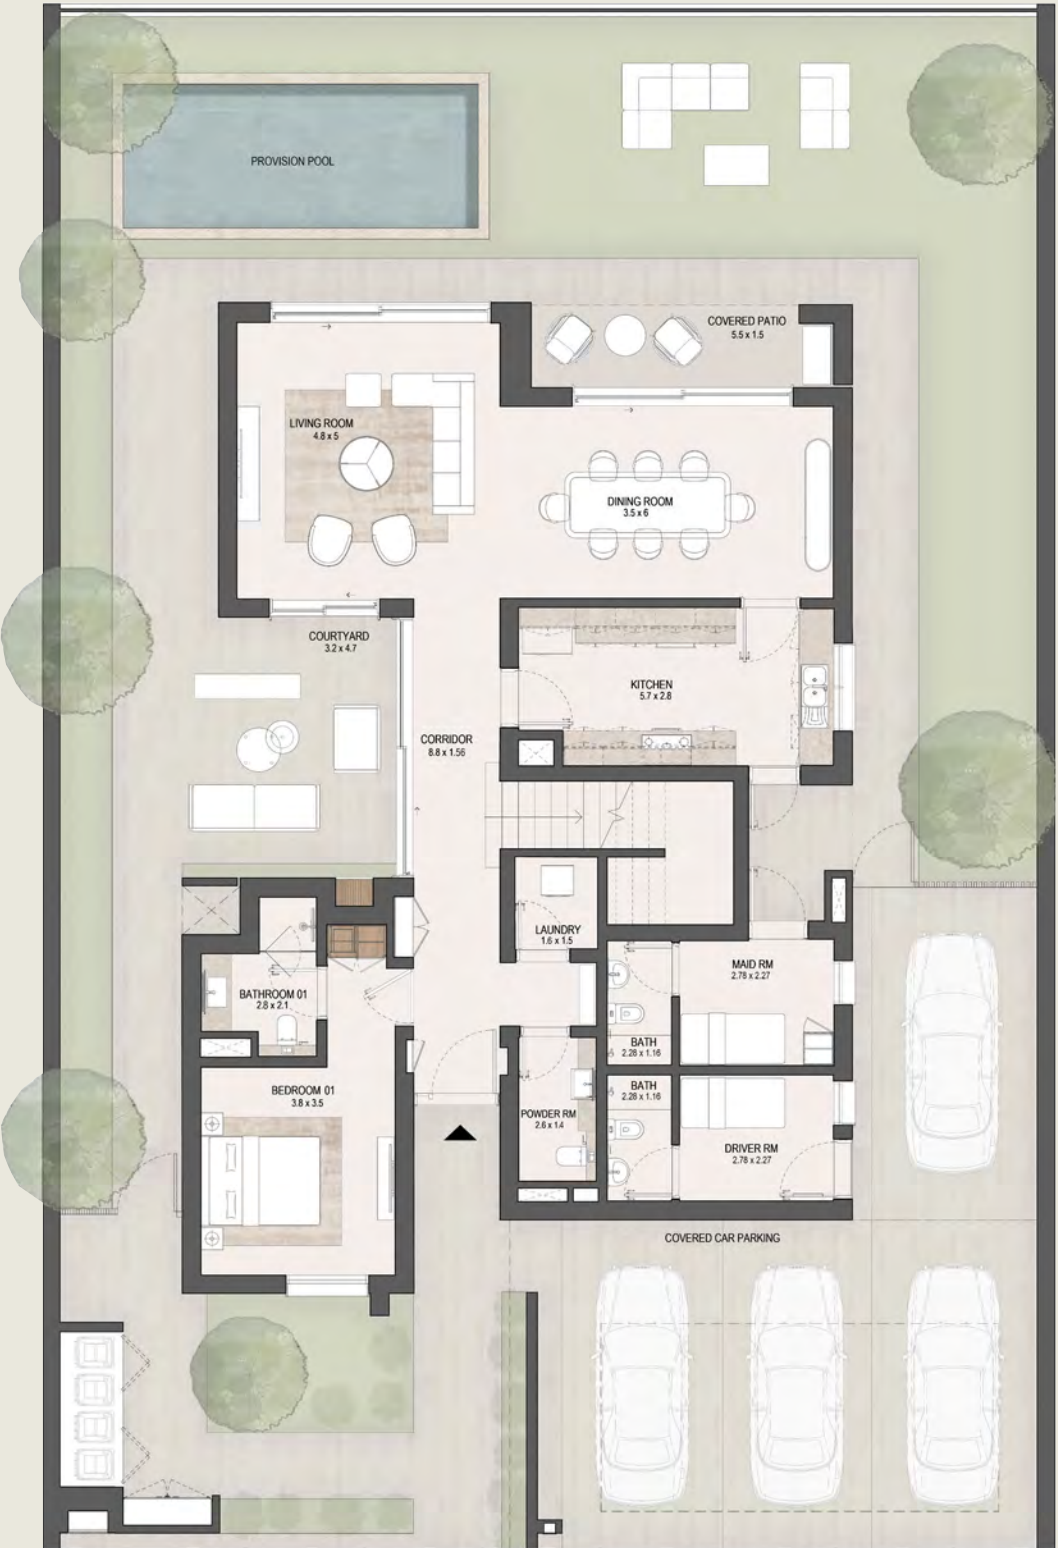 PROVISION POOL
COVERED PATIO
5.5 x 1.5
LIVING ROOM
4.8 x 5
DINING ROOM
3.5 x 6
COURTYARD
3.2 x 4.7
KITCHEN
5.7 x 2.8
CORRIDOR
8.8 x 1.56
LAUNDRY
1.6 x 1.5
MAID RM
2.78 x 2.27
BATHROOM 01
2.8 x 2.1
BATH
2.28 x 1.16
BEDROOM 01
3.8 x 3.5
BATH
2.28 x 1.16
POWDER RM
2.6 x 1.4
DRIVER RM
2.78 x 2.27
COVERED CAR PARKING